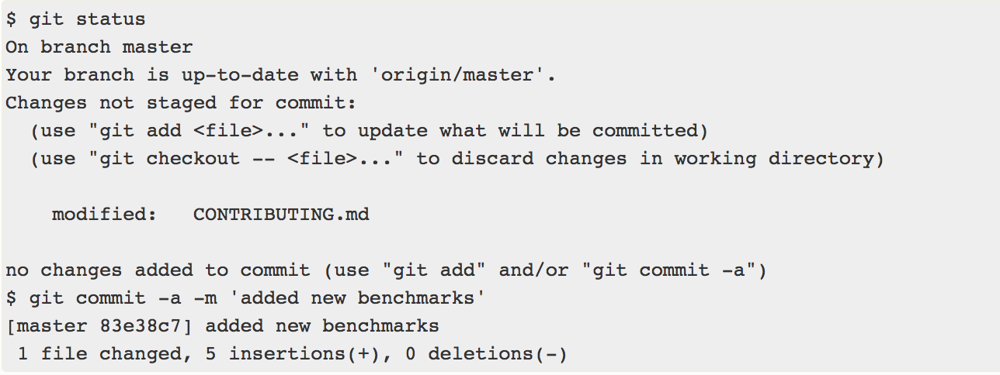 $ git status
On branch master
Your branch is up-to-date with 'origin/master'.
Changes not staged for commit:
  (use "git add <file>..." to update what will be committed)
  (use "git checkout -- <file>..." to discard changes in working directory)

    modified:   CONTRIBUTING.md

no changes added to commit (use "git add" and/or "git commit -a")
$ git commit -a -m 'added new benchmarks'
[master 83e38c7] added new benchmarks
 1 file changed, 5 insertions(+), 0 deletions(-)